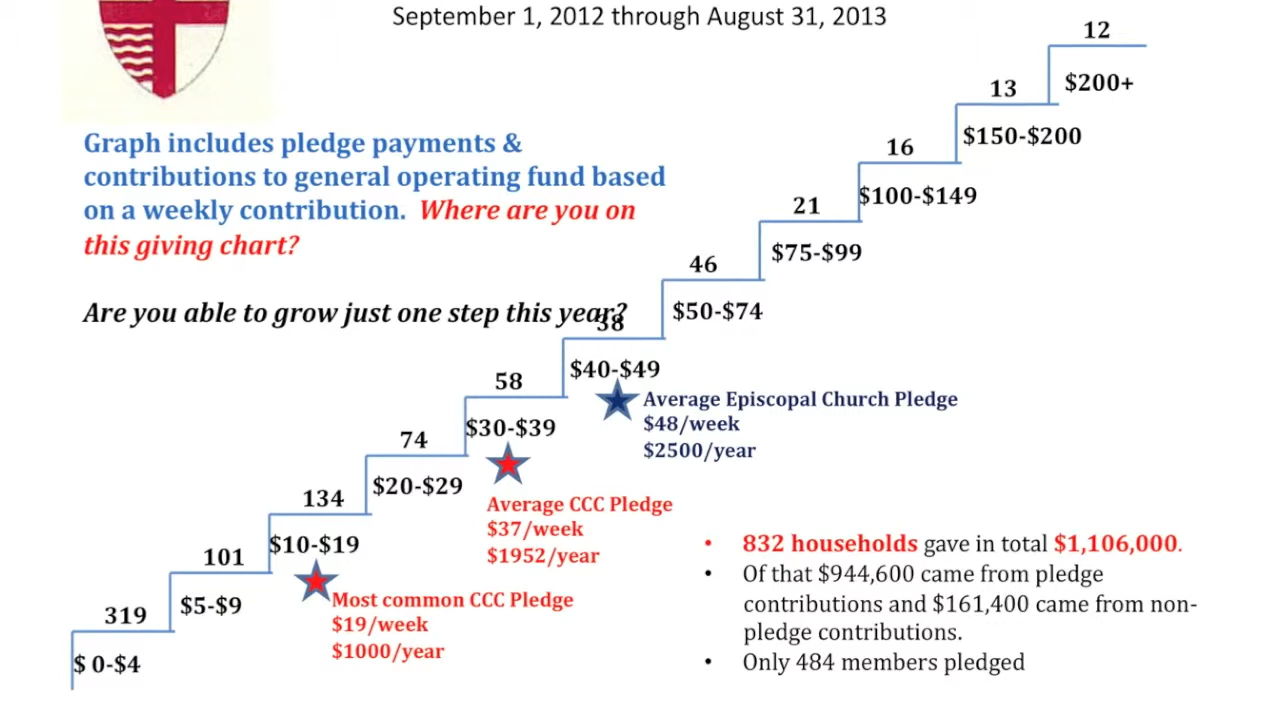 September 1, 2012 through August 31, 2013
12
$200+
13
$150-$200
Graph includes pledge payments &
contributions to general operating fund based
on a weekly contribution. Where are you on
this giving chart?
16
$100-$149
21
$75-$99
46
$50-$74
Are you able to grow just one step this year?
38
$40-$49
58
$30-$39
Average Episcopal Church Pledge
$48/week
$2500/year
74
$20-$29
Average CCC Pledge
$37/week
$1952/year
134
$10-$19
Most common CCC Pledge
$19/week
$1000/year
101
$5-$9
319
$ 0-$4
• 832 households gave in total $1,106,000.
• Of that $944,600 came from pledge
contributions and $161,400 came from non-
pledge contributions.
• Only 484 members pledged